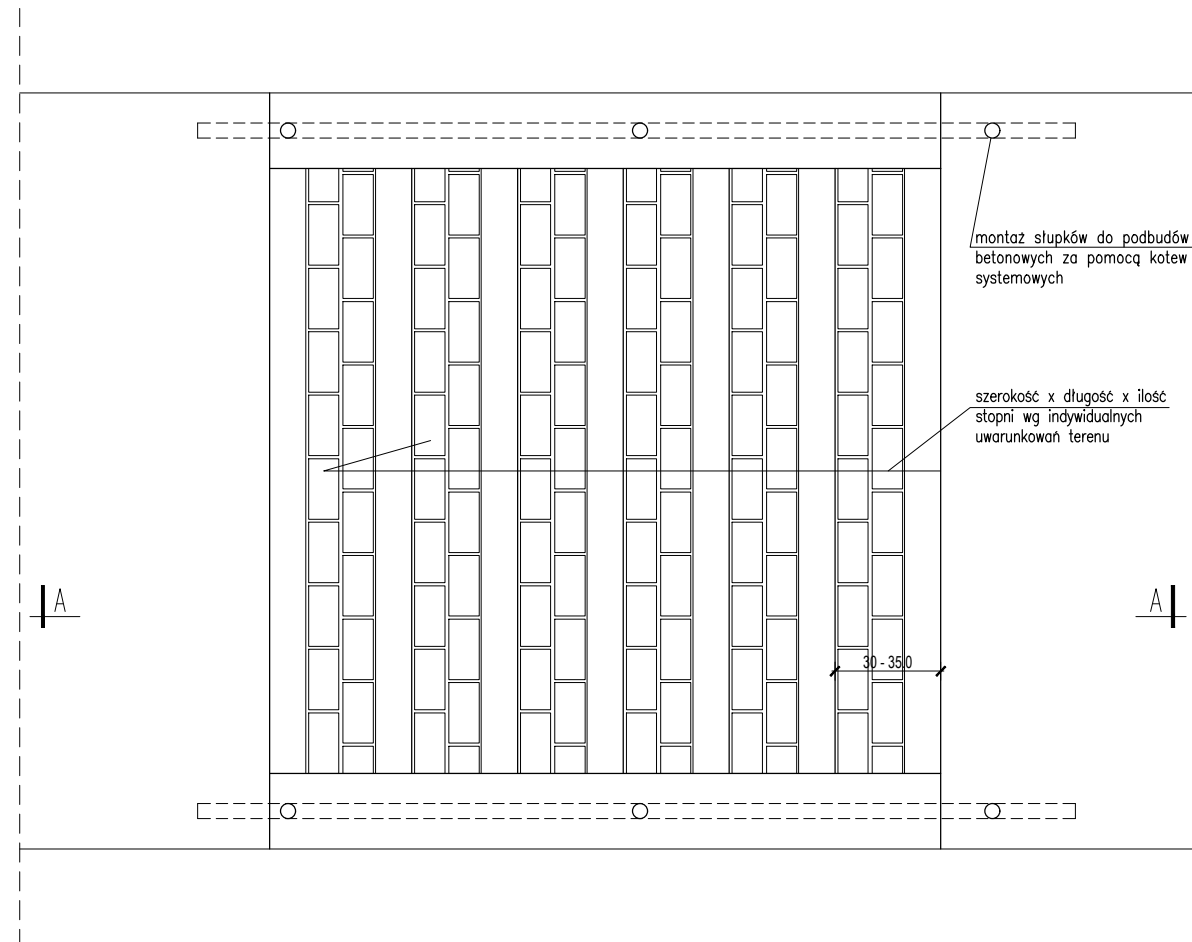 montaż słupków do podbudów
betonowych za pomocą kotew
systemowych
szerokość x długość x ilość
stopni wg indywidualnych
uwarunkowań terenu
A
A
30 - 35.0